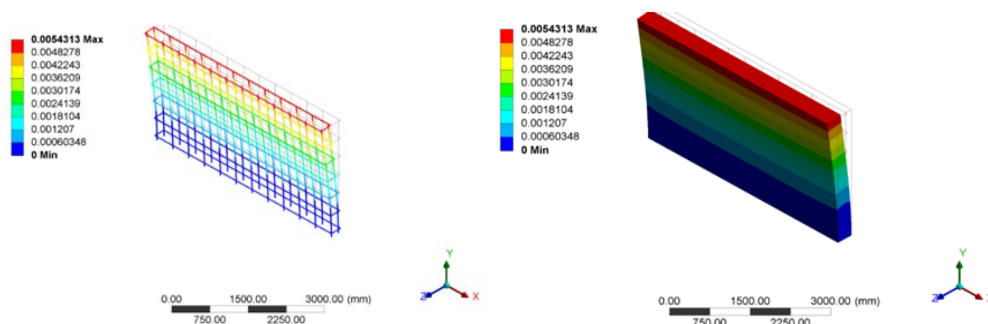 0.0054313 Max
0.0048278
0.0042243
0.0036209
0.0030174
0.0024139
0.0018104
0.001207
0.00060348
0 Min
Y
Z
X
0.00
1500.00
3000.00 (mm)
750.00
2250.00
0.0054313 Max
0.0048278
0.0042243
0.0036209
0.0030174
0.0024139
0.0018104
0.001207
0.00060348
0 Min
Y
Z
0.00
1500.00
3000.00 (mm)
750.00
2250.00